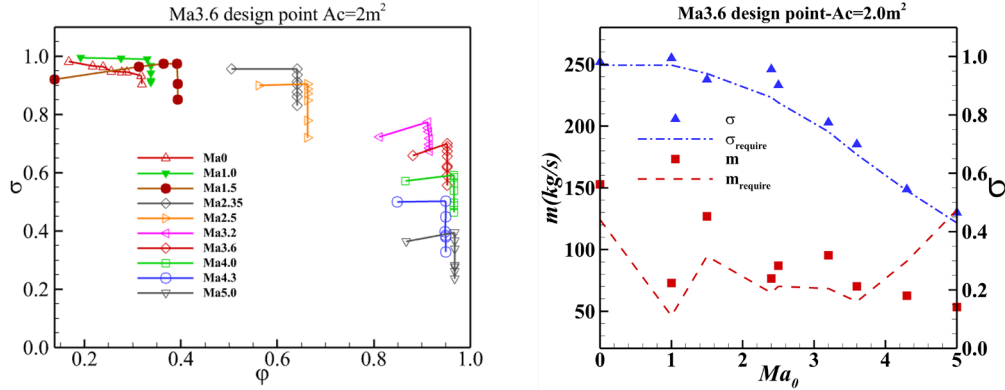 Ma3.6 design point Ac=2m²
σ
1.0
0.8
0.6
0.4
0.2
0.0
Ma0
Ma1.0
Ma1.5
Ma2.35
Ma2.5
Ma3.2
Ma3.6
Ma4.0
Ma4.3
Ma5.0
0.2 0.4 0.6 0.8 1.0
φ
Ma3.6 design point-Ac=2.0m²
m(kg/s)
250
200
150
100
50
σ
σrequire
m
mrequire
1.0
0.8
0.6
0.4
0.2
0.0
σ
0 1 2 3 4 5
Ma₀